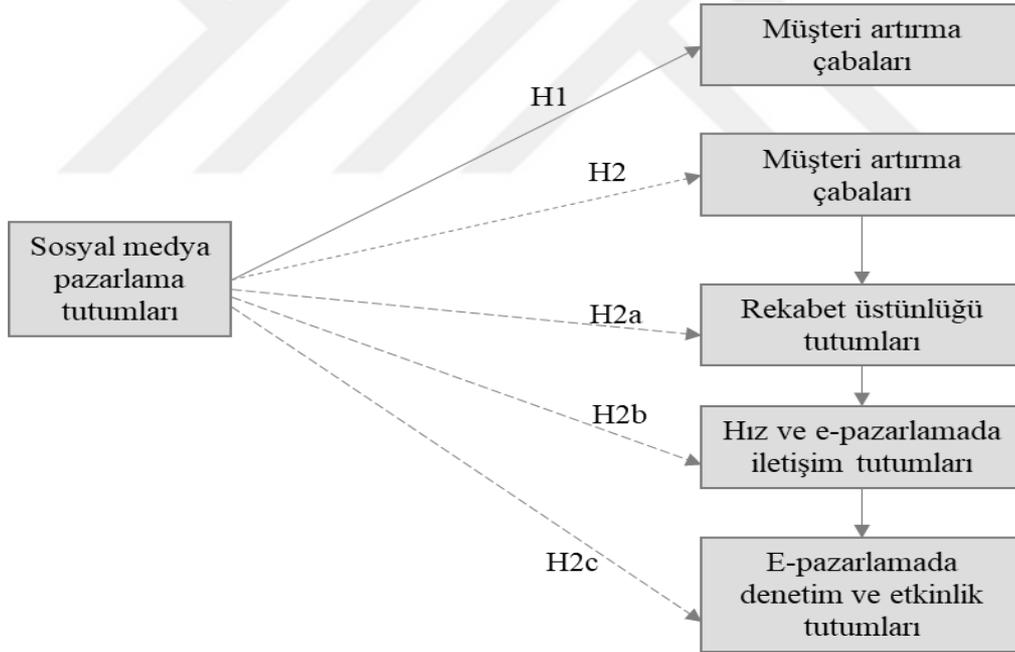 Müşteri artırma
çabaları
H1
Müşteri artırma
çabaları
H2
Sosyal medya
pazarlama
tutumları
Rekabet üstünlüğü
tutumları
H2a
Hız ve e-pazarlamada
iletişim tutumları
H2b
E-pazarlamada
denetim ve etkinlik
tutumları
H2c